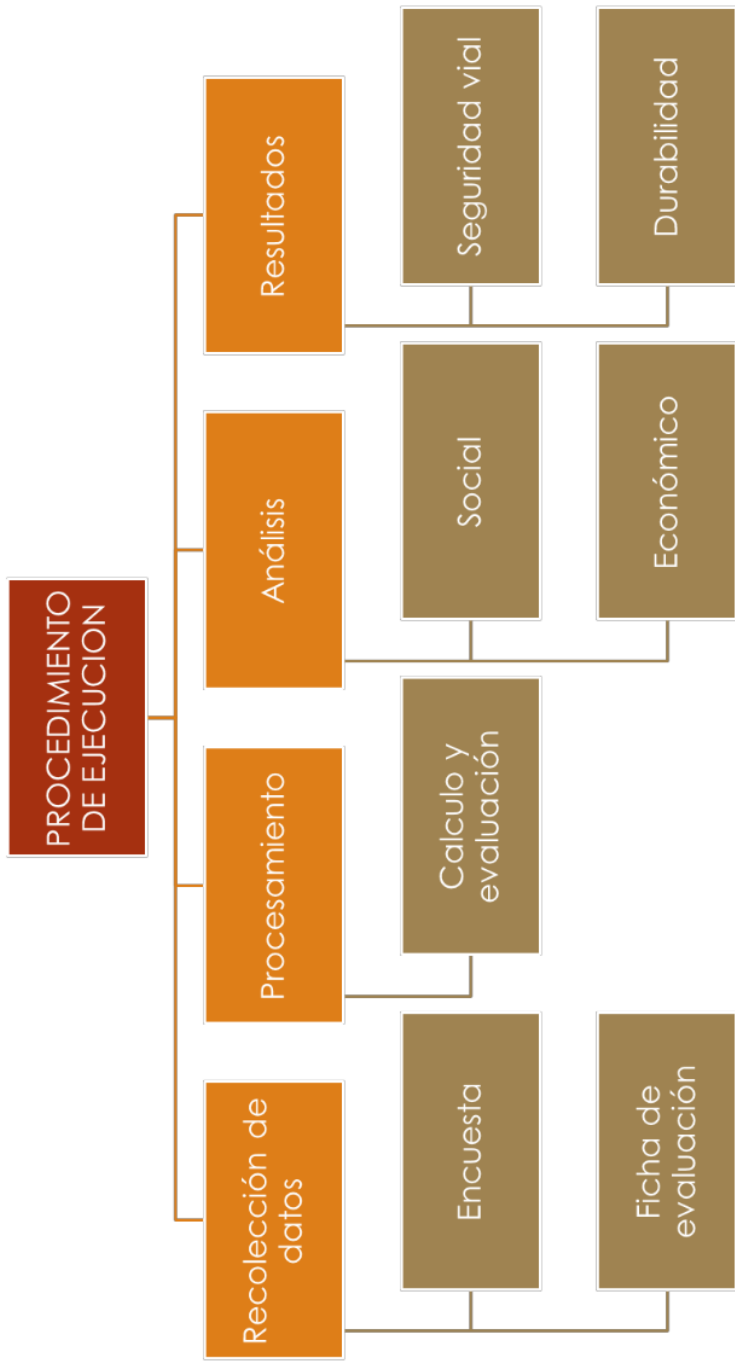 PROCEDIMIENTO
DE EJECUCION
Recolección de
datos
Encuesta
Ficha de
evaluación
Procesamiento
Calculo y
evaluación
Análisis
Social
Económico
Resultados
Seguridad vial
Durabilidad